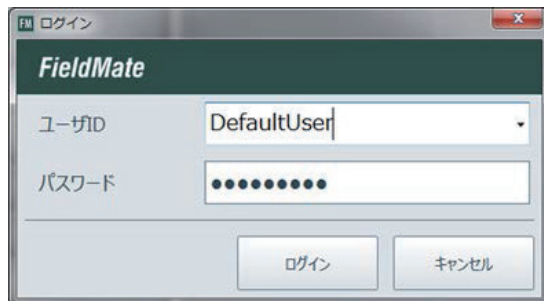 FM ログイン
FieldMate
ユーザID
DefaultUser
パスワード
●●●●●●●●●
ログイン
キャンセル